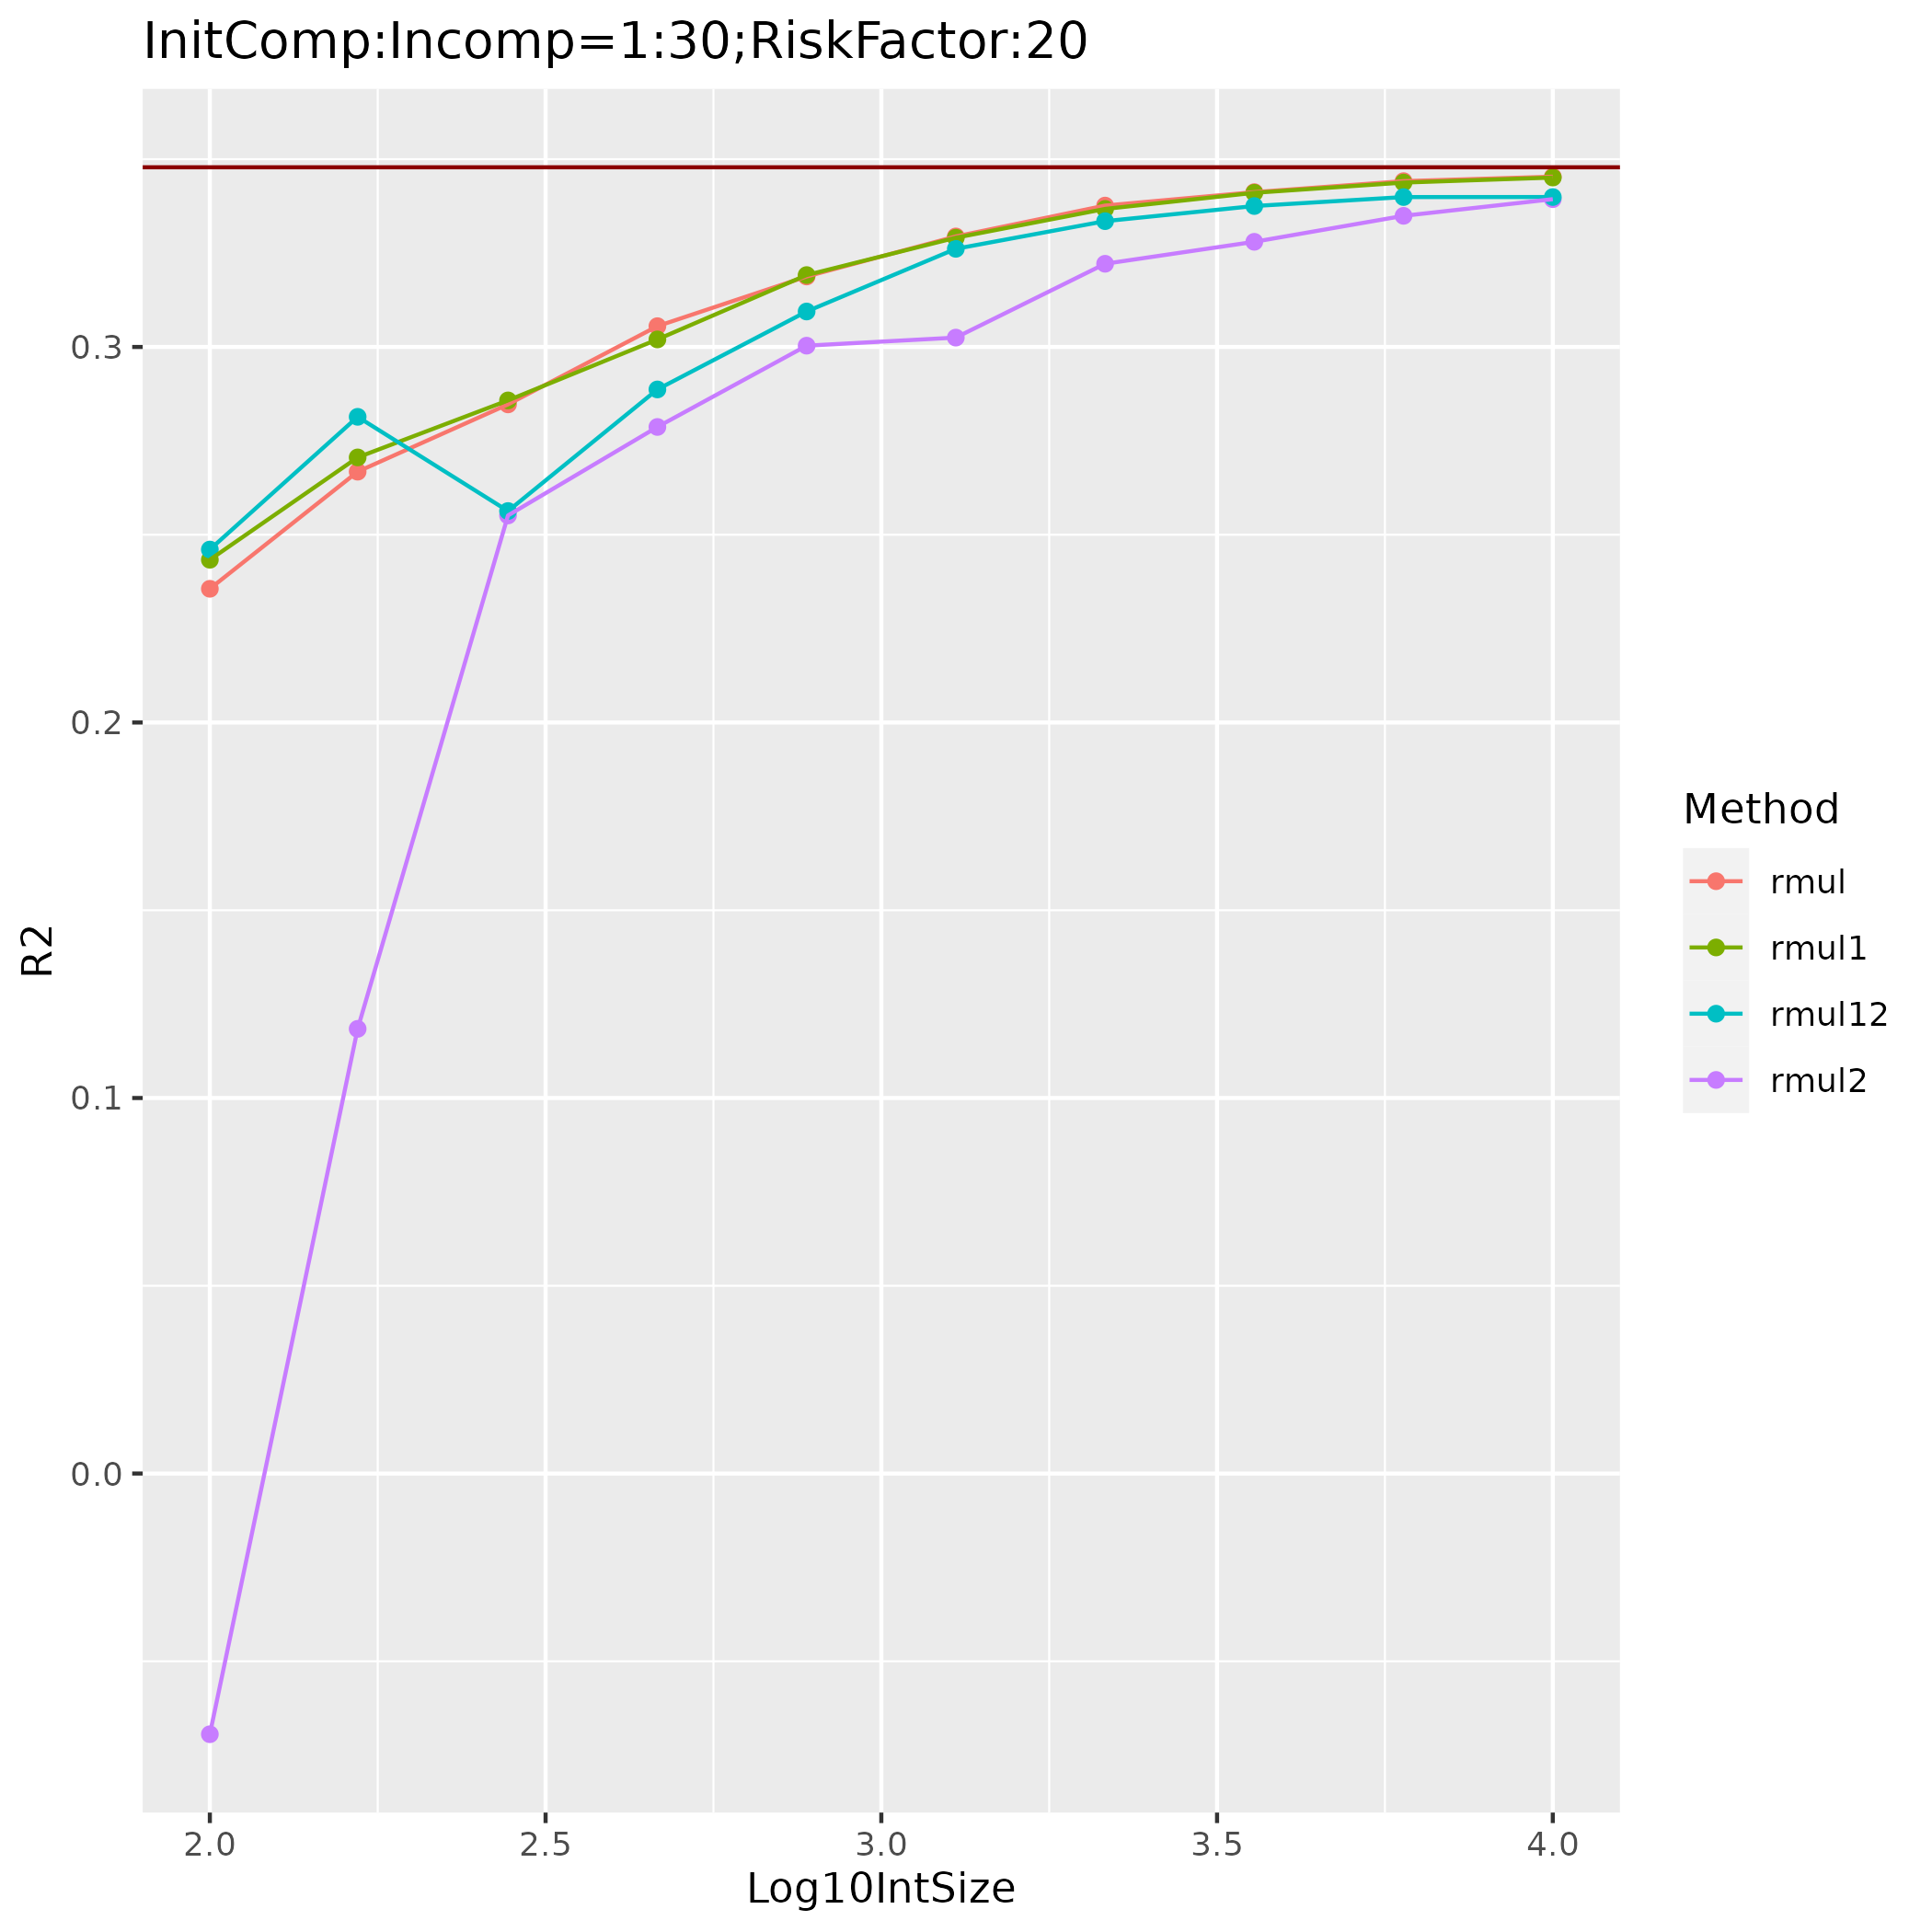 InitComp:Incomp=1:30;RiskFactor:20
0.3
0.2
0.1
0.0
R2
2.0 2.5 3.0 3.5 4.0
Log10IntSize
Method
rmul
rmul1
rmul12
rmul2